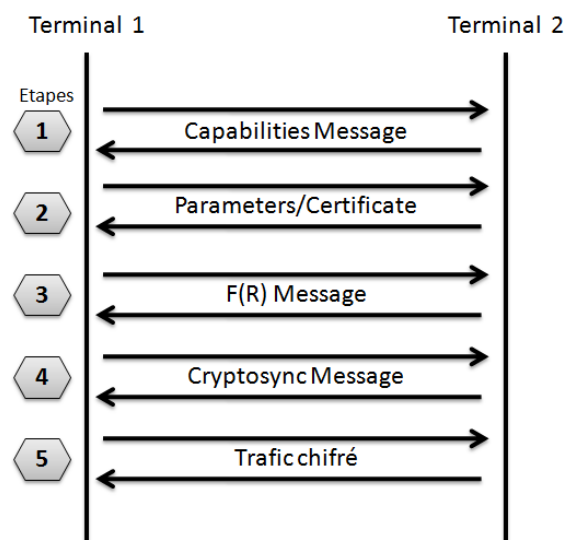 Terminal 1
Terminal 2
Etapes
1
Capabilities Message
2
Parameters/Certificate
3
F(R) Message
4
Cryptosync Message
5
Trafic chifré